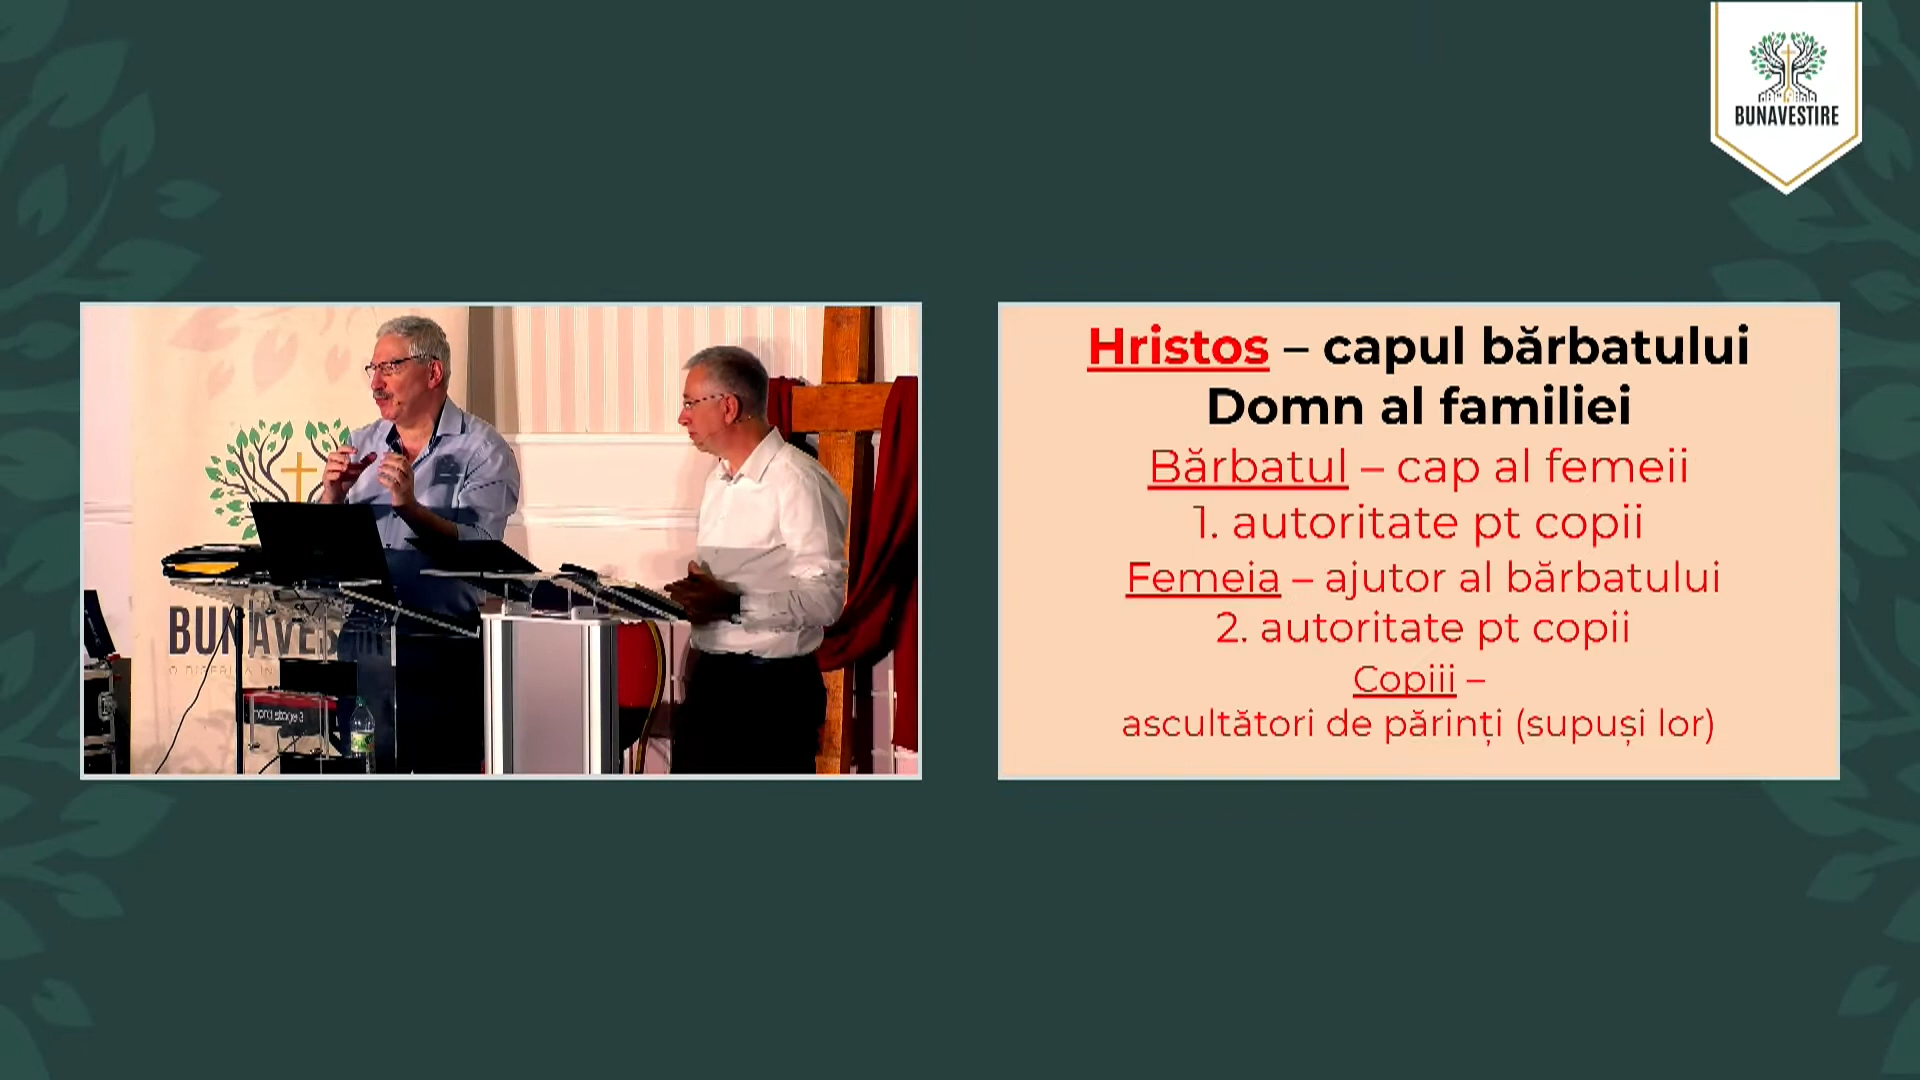 BUNAVESTIRE
Hristos – capul bărbatului
Domn al familiei
Bărbatul – cap al femeii
1. autoritate pt copii
Femeia – ajutor al bărbatului
2. autoritate pt copii
Copiii –
ascultători de părinți (supuși lor)
BUNAVES
nord stage 3